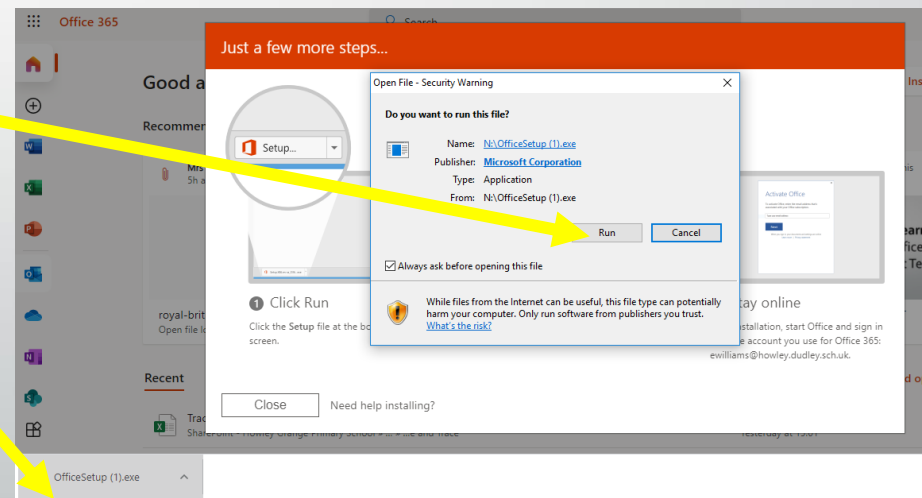 Office 365
Search
Just a few more steps...
Ins
Good a
Recommen
Mrs
5h a
Setup...
Open File - Security Warning
Do you want to run this file?
Name: N:\OfficeSetup (1).exe
Publisher: Microsoft Corporation
Type: Application
From: N:\OfficeSetup (1).exe
Run
Cancel
Always ask before opening this file
While files from the Internet can be useful, this file type can potentially
harm your computer. Only run software from publishers you trust.
What's the risk?
Activate Office
1 Click Run
Click the Setup file at the bo
screen.
tay online
nstallation, start Office and sign in
e account you use for Office 365:
ewilliams@howley.dudley.sch.uk.
royal-brit
Open file lo
Recent
Close
Need help installing?
Trac
SharePoint - Howley Grange Primary School » ... » ...e and Trace
Yesterday at 15:01
OfficeSetup (1).exe